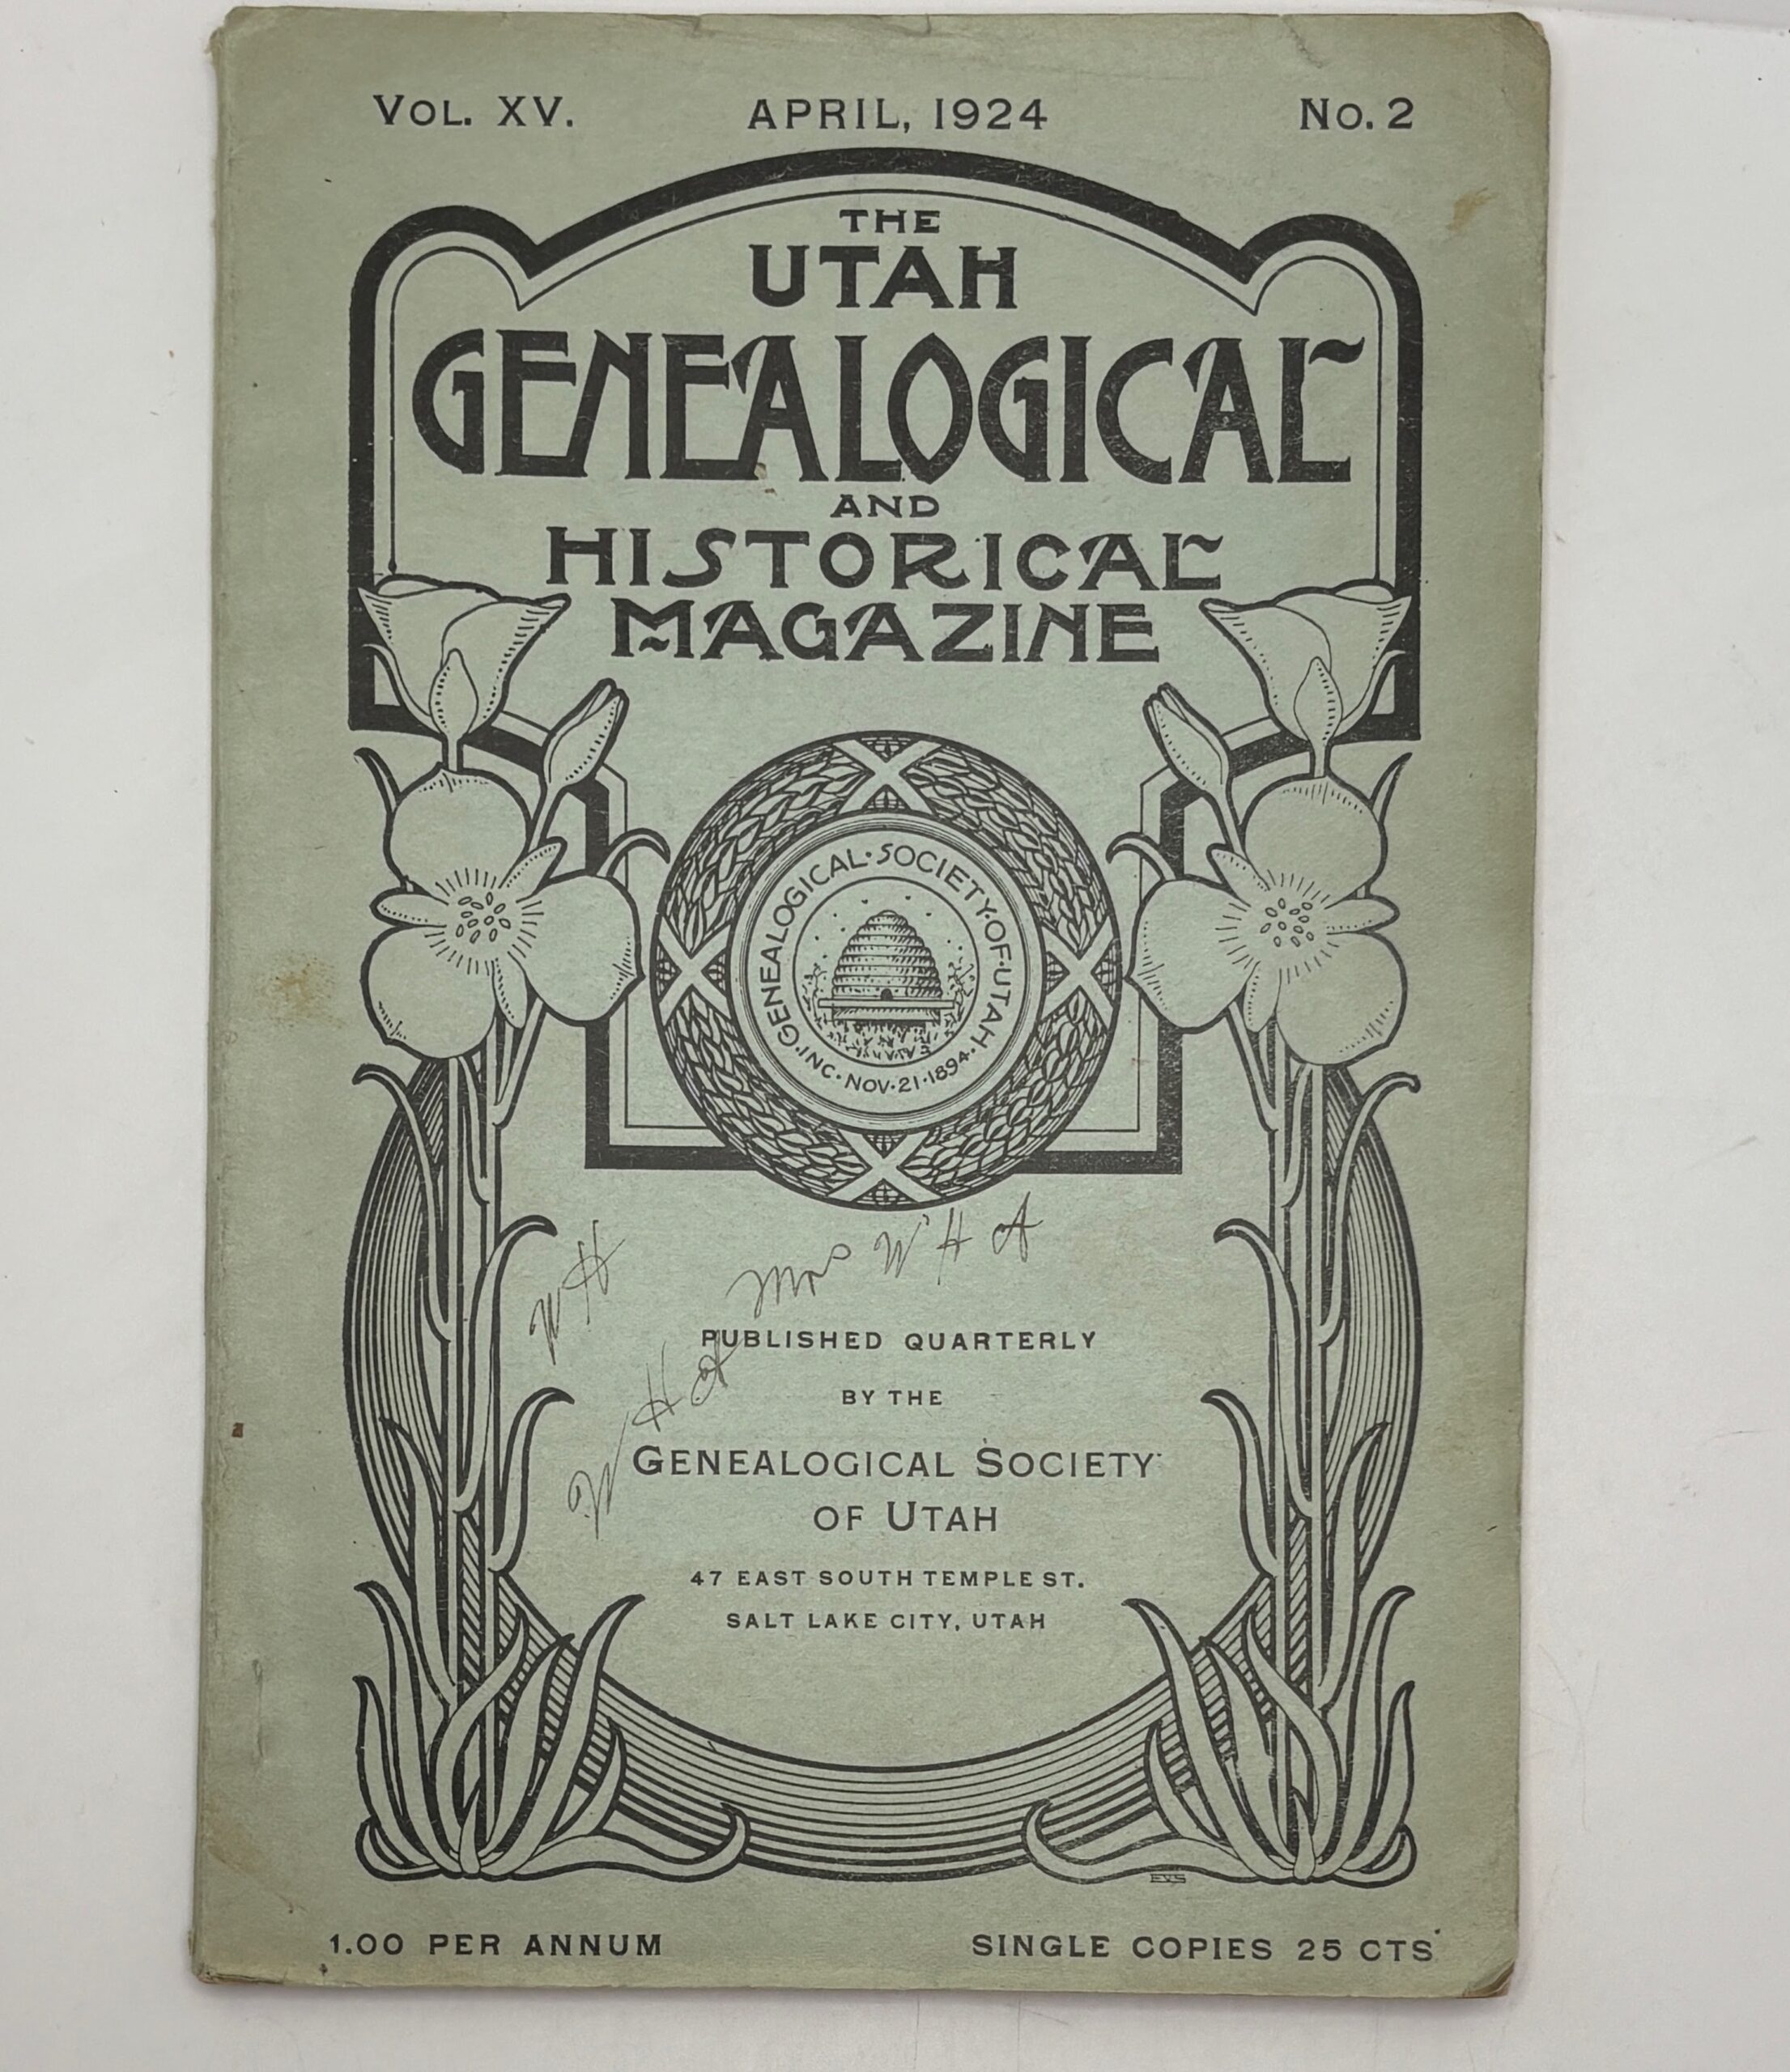 VOL. XV. APRIL, 1924 No. 2
THE
UTAH
GENEALOGICAL
AND
HISTORICAL
MAGAZINE
GENEALOGICAL·SOCIETY·OF·UTAH·
·INC·NOV·21·1894·
W H
Mrs W H A
W H A
PUBLISHED QUARTERLY
BY THE
GENEALOGICAL SOCIETY
OF UTAH
47 EAST SOUTH TEMPLE ST.
SALT LAKE CITY, UTAH
EVS
1.00 PER ANNUM SINGLE COPIES 25 CTS